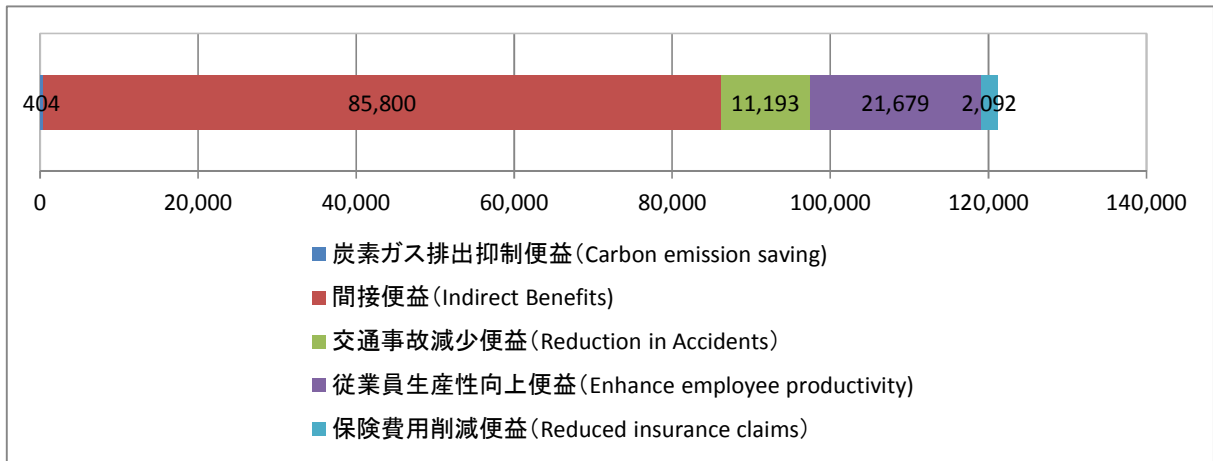 404 85,800 11,193 21,679 2,092
0 20,000 40,000 60,000 80,000 100,000 120,000 140,000
炭素ガス排出抑制便益（Carbon emission saving)
間接便益（Indirect Benefits)
交通事故減少便益（Reduction in Accidents）
従業員生産性向上便益（Enhance employee productivity)
保険費用削減便益（Reduced insurance claims）